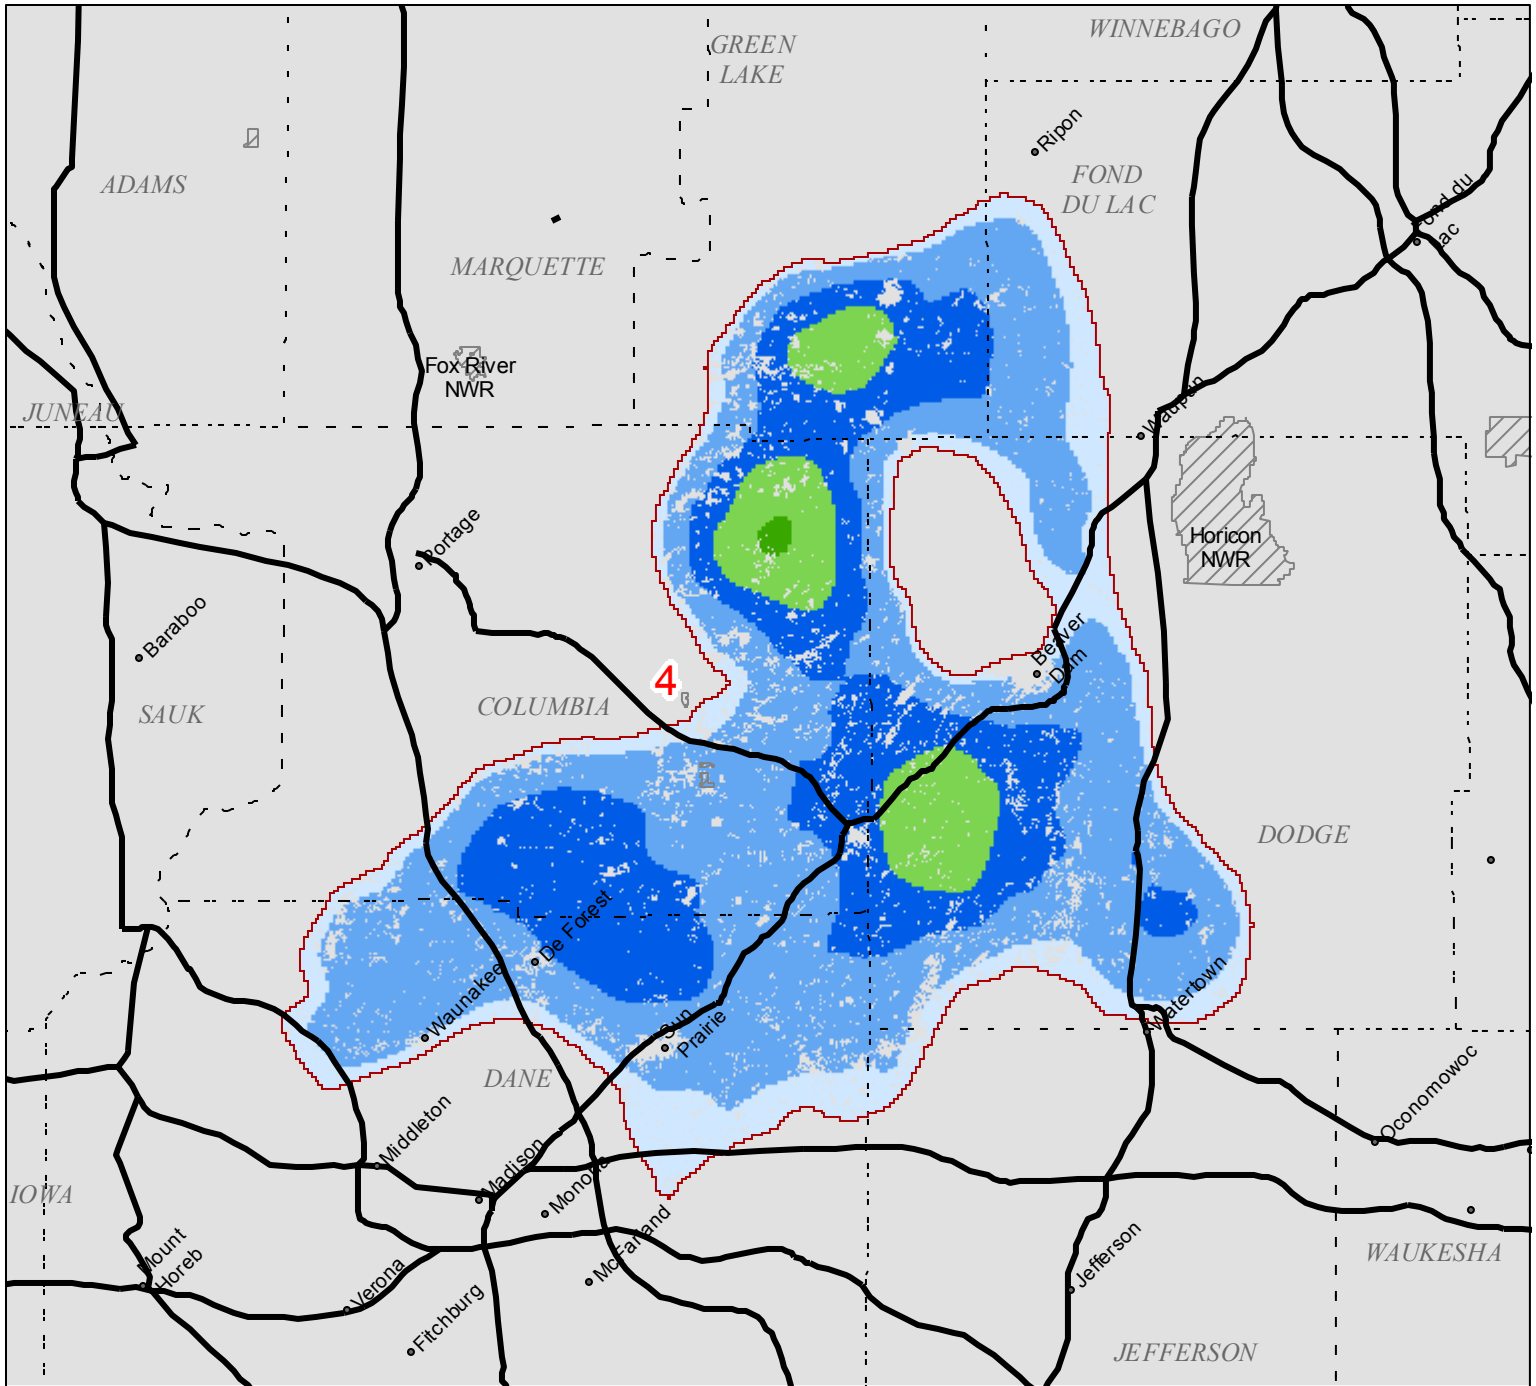 WINNEBAGO
GREEN
LAKE
Ripon
ADAMS
FOND
DU LAC
Fond du
Lac
MARQUETTE
Fox River
NWR
JUNEAU
Waupun
Portage
Horicon
NWR
Baraboo
Beaver
Dam
4
SAUK
COLUMBIA
DODGE
De Forest
Waunakee
Watertown
Sun
Prairie
DANE
Oconomowoc
Middleton
Madison
Monona
IOWA
McFarland
Mount
Horeb
Verona
Jefferson
WAUKESHA
Fitchburg
JEFFERSON